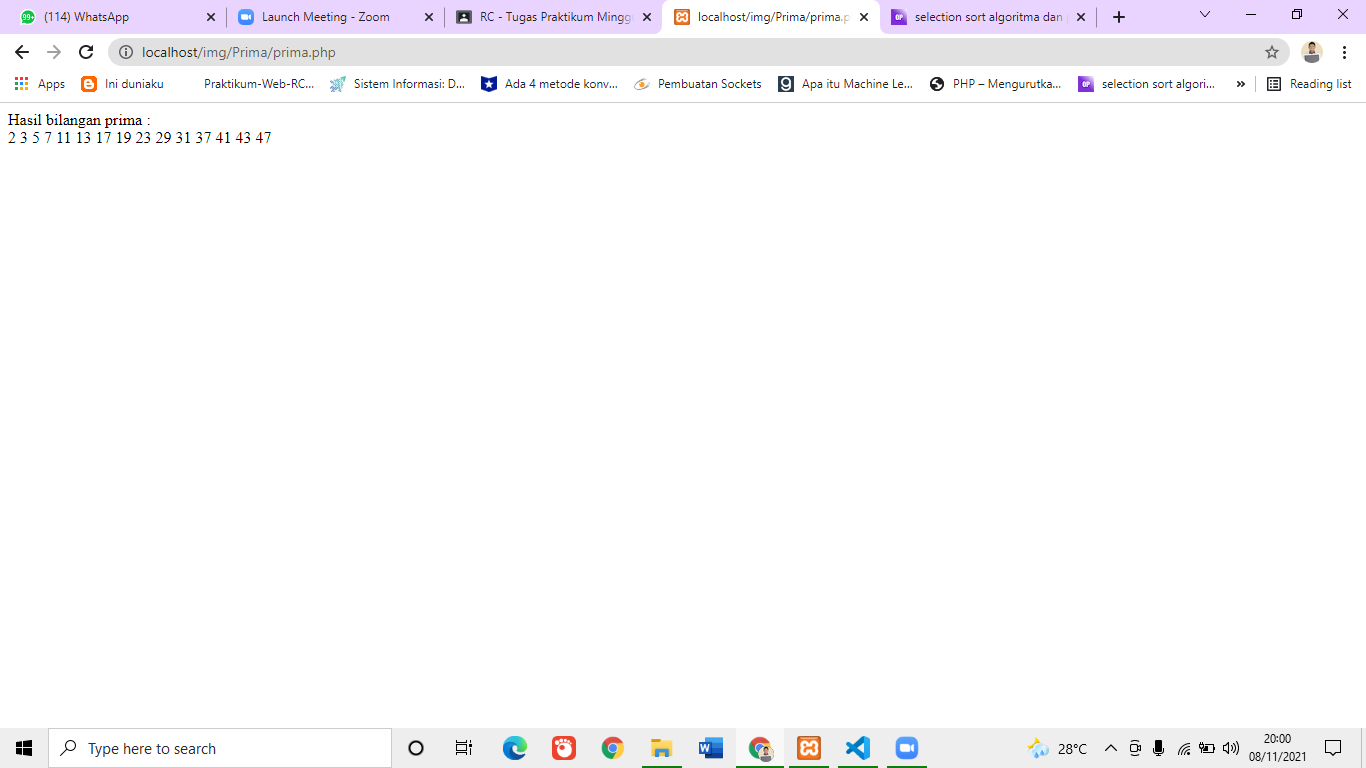 (114) WhatsApp
Launch Meeting - Zoom
RC - Tugas Praktikum Mingg
localhost/img/Prima/prima.p
selection sort algoritma dan
localhost/img/Prima/prima.php
Apps
Ini duniaku
Praktikum-Web-RC...
Sistem Informasi: D...
Ada 4 metode konv...
Pembuatan Sockets
Apa itu Machine Le...
PHP – Mengurutka...
selection sort algori...
»
Reading list
Hasil bilangan prima :
2 3 5 7 11 13 17 19 23 29 31 37 41 43 47
Type here to search
28°C
20:00
08/11/2021